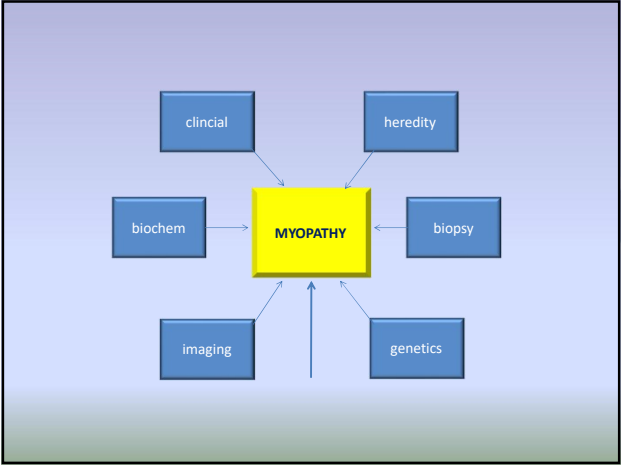 clincial
heredity
biochem
MYOPATHY
biopsy
imaging
genetics